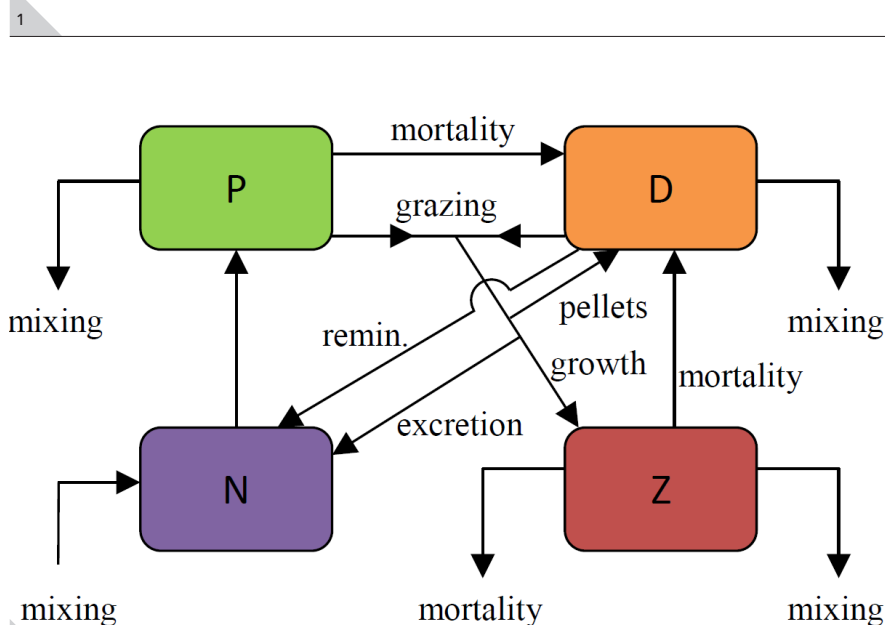 1
mortality
P
D
grazing
mixing
pellets
mixing
remin.
growth
mortality
excretion
N
Z
mixing
mortality
mixing